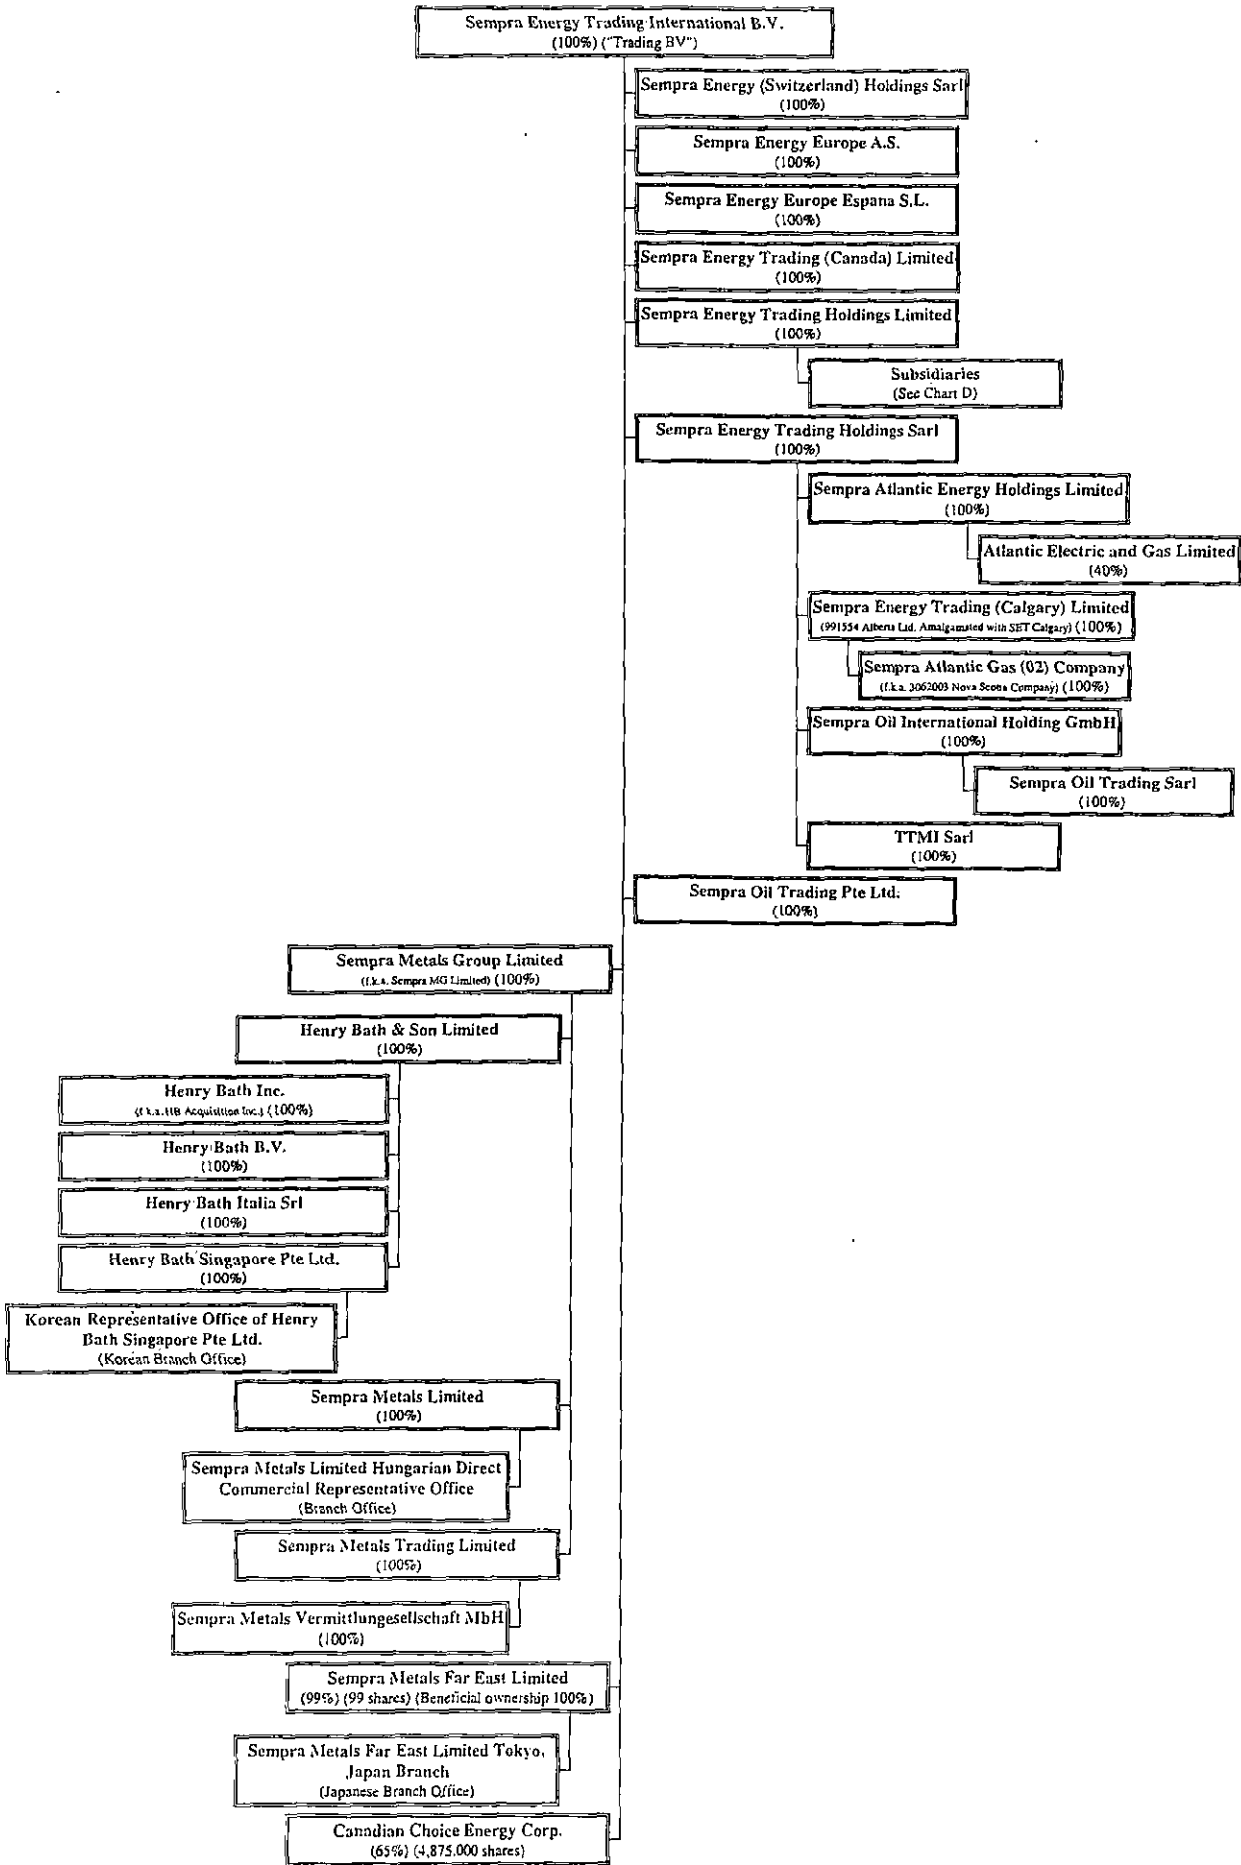 Sempra Energy Trading International B.V.
(100%) ("Trading BV")
Sempra Energy (Switzerland) Holdings Sarl
(100%)
Sempra Energy Europe A.S.
(100%)
Sempra Energy Europe Espana S.L.
(100%)
Sempra Energy Trading (Canada) Limited
(100%)
Sempra Energy Trading Holdings Limited
(100%)
Subsidiaries
(See Chart D)
Sempra Energy Trading Holdings Sarl
(100%)
Sempra Atlantic Energy Holdings Limited
(100%)
Atlantic Electric and Gas Limited
(40%)
Sempra Energy Trading (Calgary) Limited
(991554 Alberta Ltd. Amalgamated with SET Calgary) (100%)
Sempra Atlantic Gas (02) Company
(f.k.a. 3062003 Nova Scotia Company) (100%)
Sempra Oil International Holding GmbH
(100%)
Sempra Oil Trading Sarl
(100%)
TTMI Sarl
(100%)
Sempra Oil Trading Pte Ltd.
(100%)
Sempra Metals Group Limited
(f.k.a. Sempra MG Limited) (100%)
Henry Bath & Son Limited
(100%)
Henry Bath Inc.
(f.k.a. HB Acquisition Inc.) (100%)
Henry Bath B.V.
(100%)
Henry Bath Italia Srl
(100%)
Henry Bath Singapore Pte Ltd.
(100%)
Korean Representative Office of Henry
Bath Singapore Pte Ltd.
(Korean Branch Office)
Sempra Metals Limited
(100%)
Sempra Metals Limited Hungarian Direct
Commercial Representative Office
(Branch Office)
Sempra Metals Trading Limited
(100%)
Sempra Metals Vermittlungesellschaft MbH
(100%)
Sempra Metals Far East Limited
(99%) (99 shares) (Beneficial ownership 100%)
Sempra Metals Far East Limited Tokyo,
Japan Branch
(Japanese Branch Office)
Canadian Choice Energy Corp.
(65%) (4,875,000 shares)